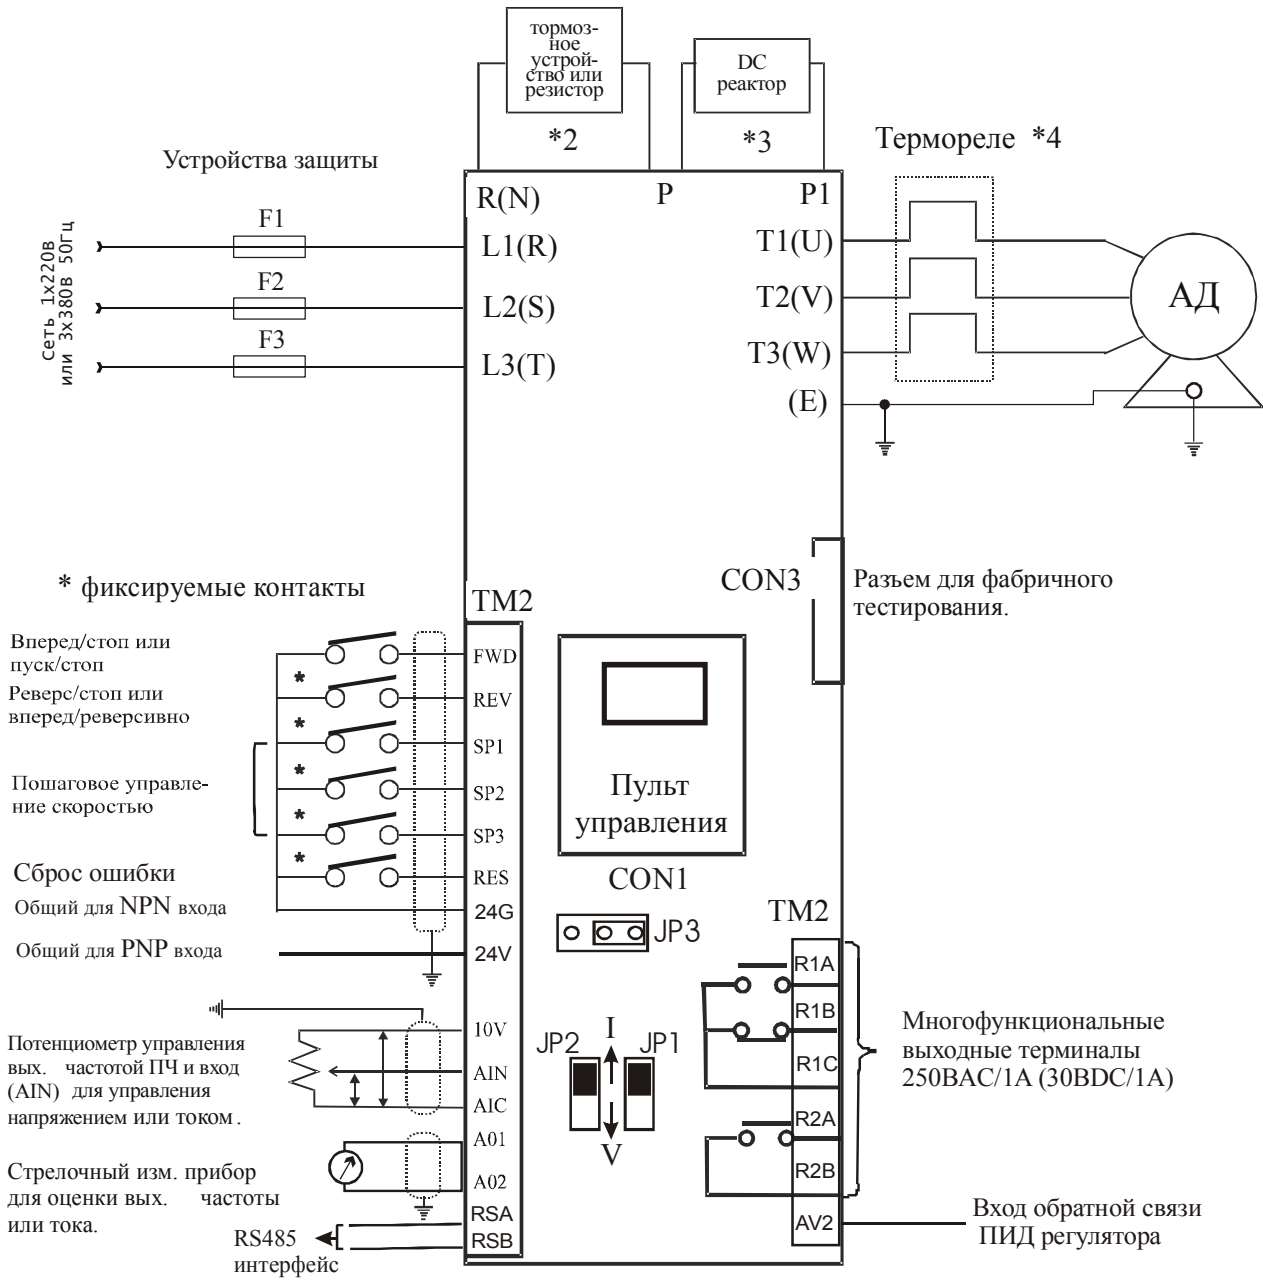 тормоз-
ное
устрой-
ство или
резистор
DC
реактор
*2
*3
Термореле *4
Устройства защиты
R(N)
P
P1
F1
L1(R)
T1(U)
F2
L2(S)
T2(V)
АД
F3
L3(T)
T3(W)
Сеть 1x220в
или 3x380в 50Гц
(E)
* фиксируемые контакты
CON3
Разъем для фабричного
тестирования.
TM2
Вперед/стоп или
пуск/стоп
FWD
*
Реверс/стоп или
вперед/реверсивно
REV
*
SP1
*
Пошаговое управле-
ние скоростью
SP2
*
SP3
*
Сброс ошибки
RES
Общий для NPN входа
24G
Общий для PNP входа
24V
Пульт
управления
CON1
JP3
TM2
R1A
R1B
R1C
R2A
R2B
AV2
I
JP2
JP1
V
Многофункциональные
выходные терминалы
250ВАС/1А (30BDC/1A)
10V
Потенциометр управления
вых. частотой ПЧ и вход
(AIN) для управления
напряжением или током.
AIN
AIC
A01
A02
Стрелочный изм. прибор
для оценки вых. частоты
или тока.
RSA
RSB
RS485
интерфейс
Вход обратной связи
ПИД регулятора